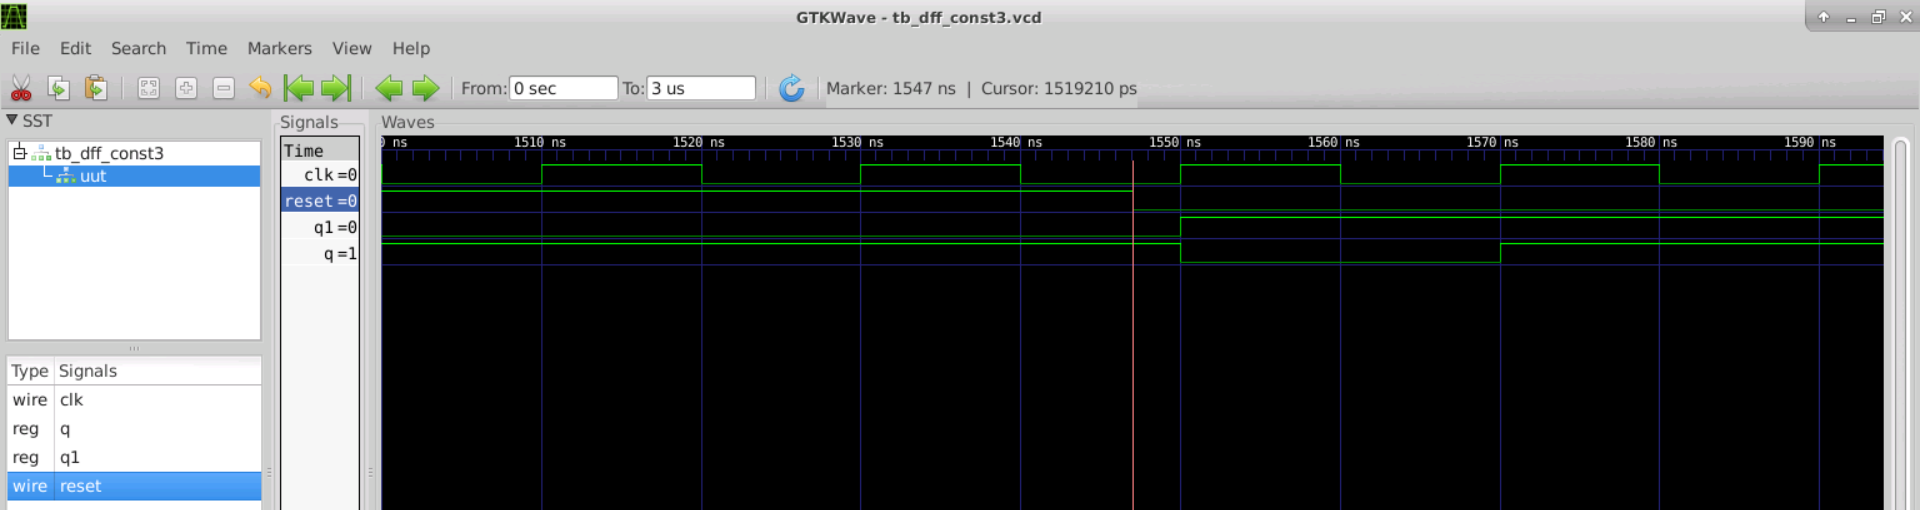 GTKWave - tb_dff_const3.vcd
File Edit Search Time Markers View Help
From: 0 sec To: 3 us Marker: 1547 ns | Cursor: 1519210 ps
SST
tb_dff_const3
uut
Type Signals
wire clk
reg q
reg q1
wire reset
Signals
Time
clk =0
reset =0
q1 =0
q =1
Waves
0 ns 1510 ns 1520 ns 1530 ns 1540 ns 1550 ns 1560 ns 1570 ns 1580 ns 1590 ns